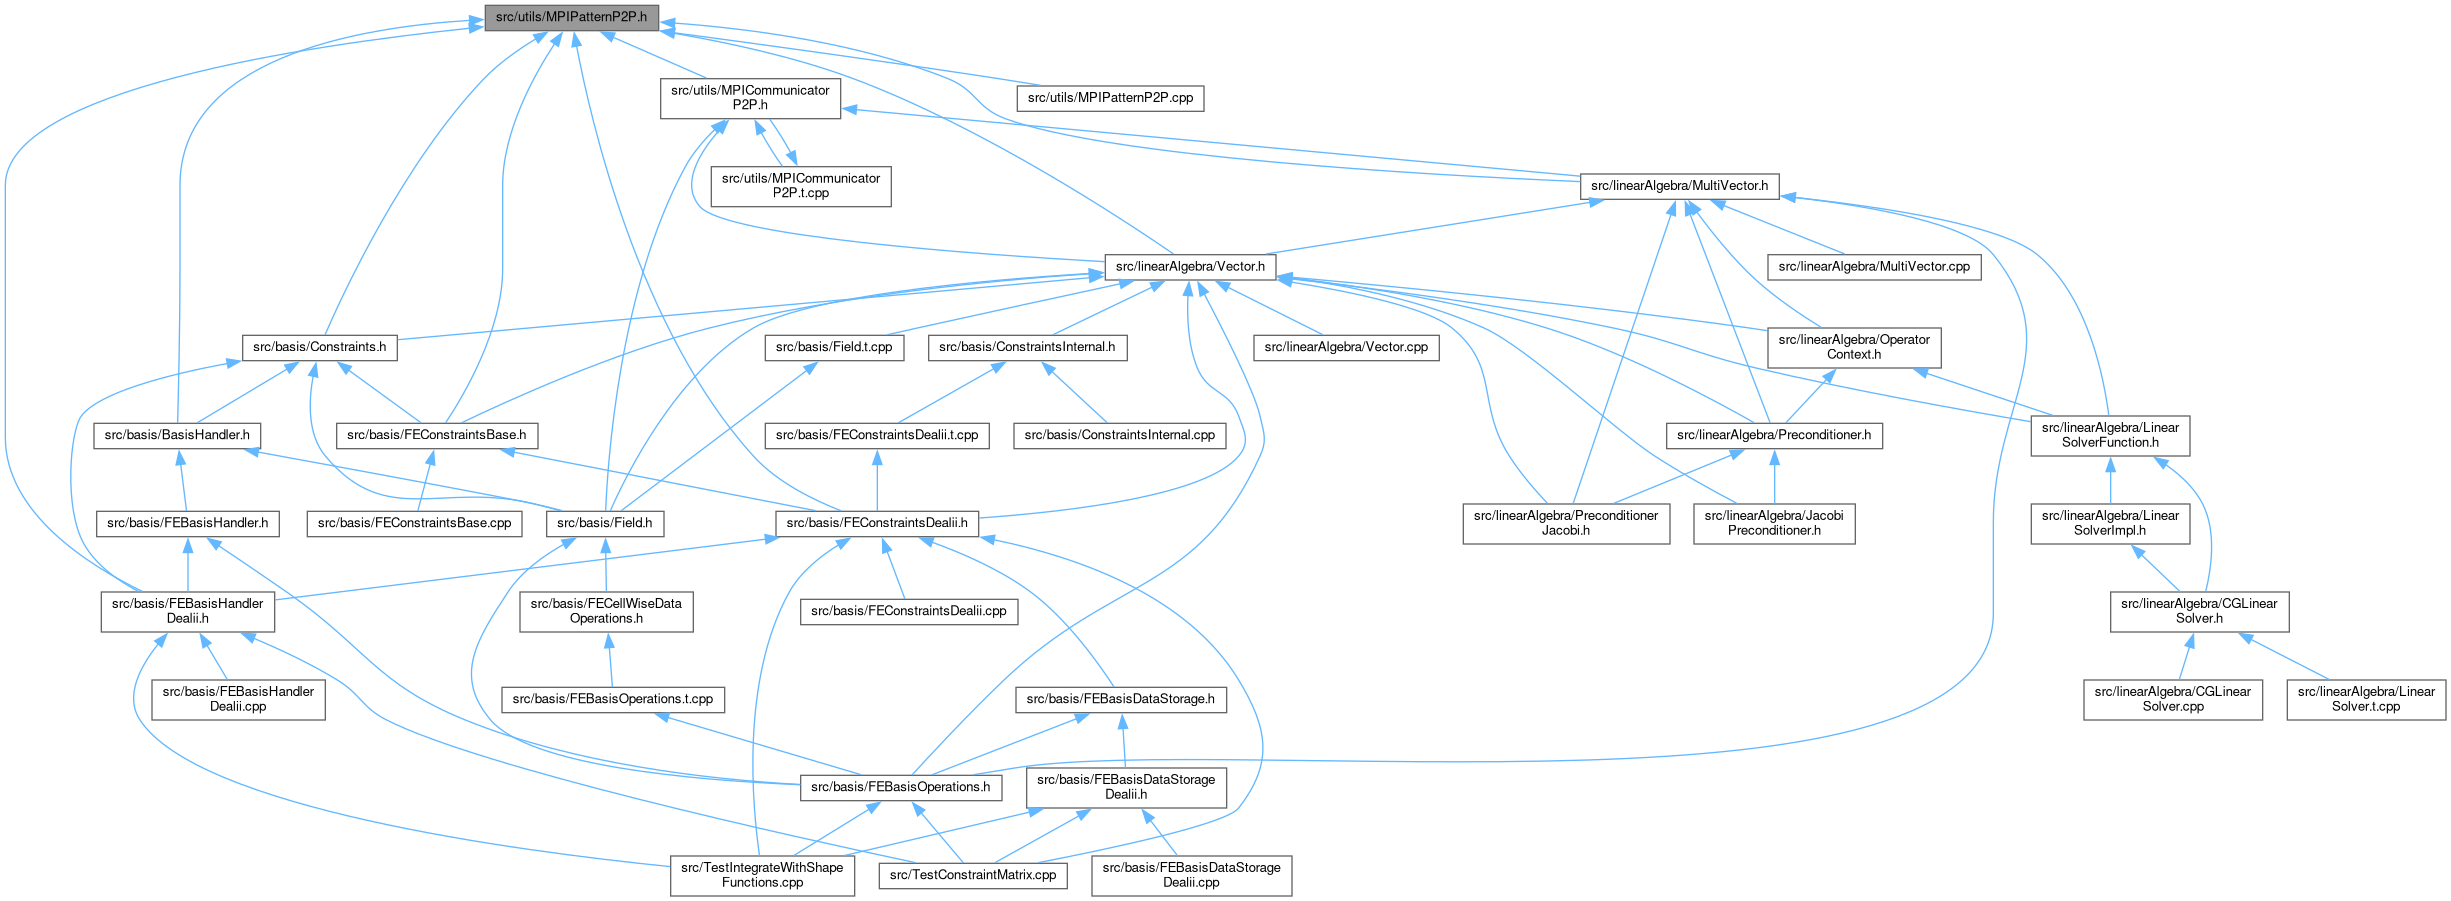 src/utils/MPIPatternP2P.h
src/utils/MPICommunicator
P2P.h
src/utils/MPIPatternP2P.cpp
src/utils/MPICommunicator
P2P.t.cpp
src/linearAlgebra/MultiVector.h
src/linearAlgebra/Vector.h
src/linearAlgebra/MultiVector.cpp
src/basis/Constraints.h
src/basis/Field.t.cpp
src/basis/ConstraintsInternal.h
src/linearAlgebra/Vector.cpp
src/linearAlgebra/Operator
Context.h
src/basis/BasisHandler.h
src/basis/FEConstraintsBase.h
src/basis/FEConstraintsDealii.t.cpp
src/basis/ConstraintsInternal.cpp
src/linearAlgebra/Preconditioner.h
src/linearAlgebra/Linear
SolverFunction.h
src/basis/FEBasisHandler.h
src/basis/FEConstraintsBase.cpp
src/basis/Field.h
src/basis/FEConstraintsDealii.h
src/linearAlgebra/Preconditioner
Jacobi.h
src/linearAlgebra/Jacobi
Preconditioner.h
src/linearAlgebra/Linear
SolverImpl.h
src/basis/FEBasisHandler
Dealii.h
src/basis/FECellWiseData
Operations.h
src/basis/FEConstraintsDealii.cpp
src/linearAlgebra/CGLinear
Solver.h
src/basis/FEBasisHandler
Dealii.cpp
src/basis/FEBasisOperations.t.cpp
src/basis/FEBasisDataStorage.h
src/linearAlgebra/CGLinear
Solver.cpp
src/linearAlgebra/Linear
Solver.t.cpp
src/basis/FEBasisOperations.h
src/basis/FEBasisDataStorage
Dealii.h
src/TestIntegrateWithShape
Functions.cpp
src/TestConstraintMatrix.cpp
src/basis/FEBasisDataStorage
Dealii.cpp